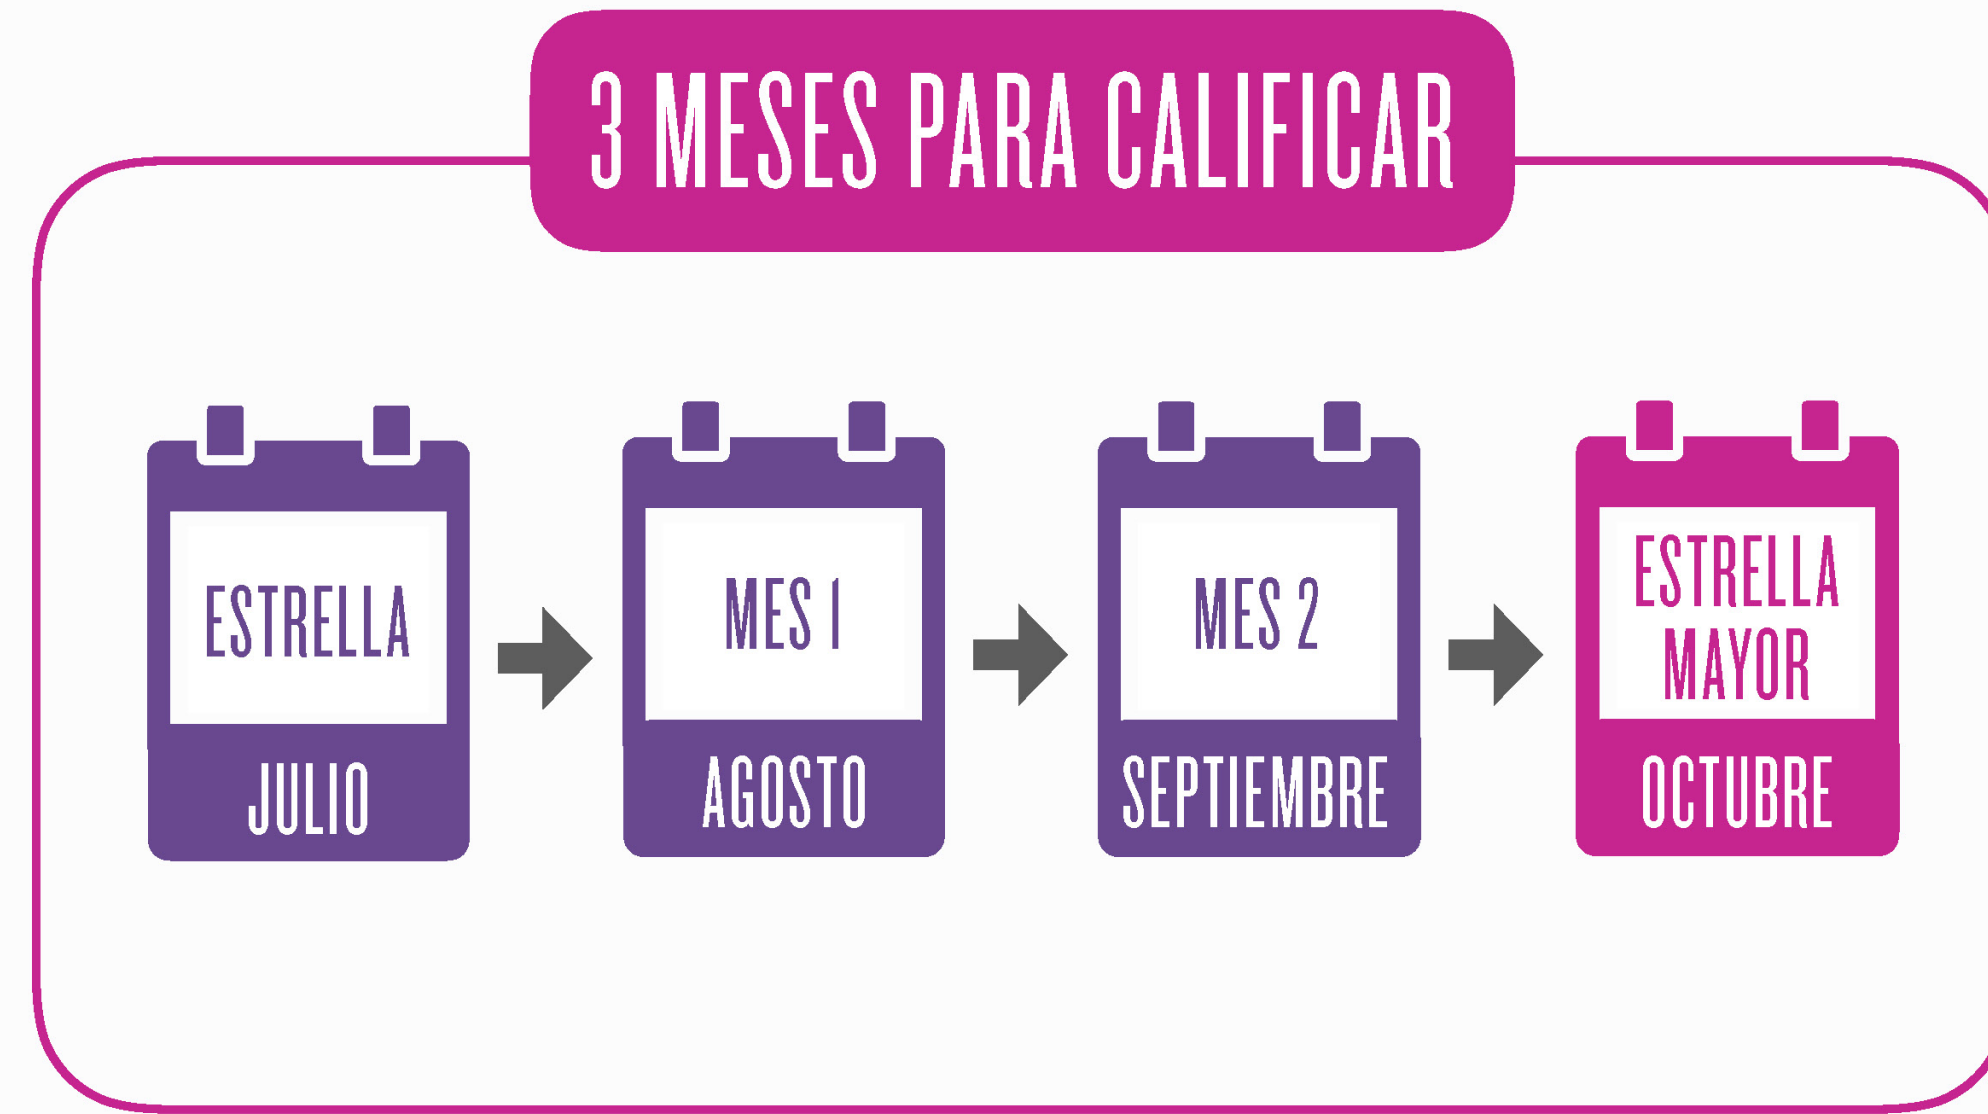 3 MESES PARA CALIFICAR
ESTRELLA
JULIO
MES 1
AGOSTO
MES 2
SEPTIEMBRE
ESTRELLA
MAYOR
OCTUBRE